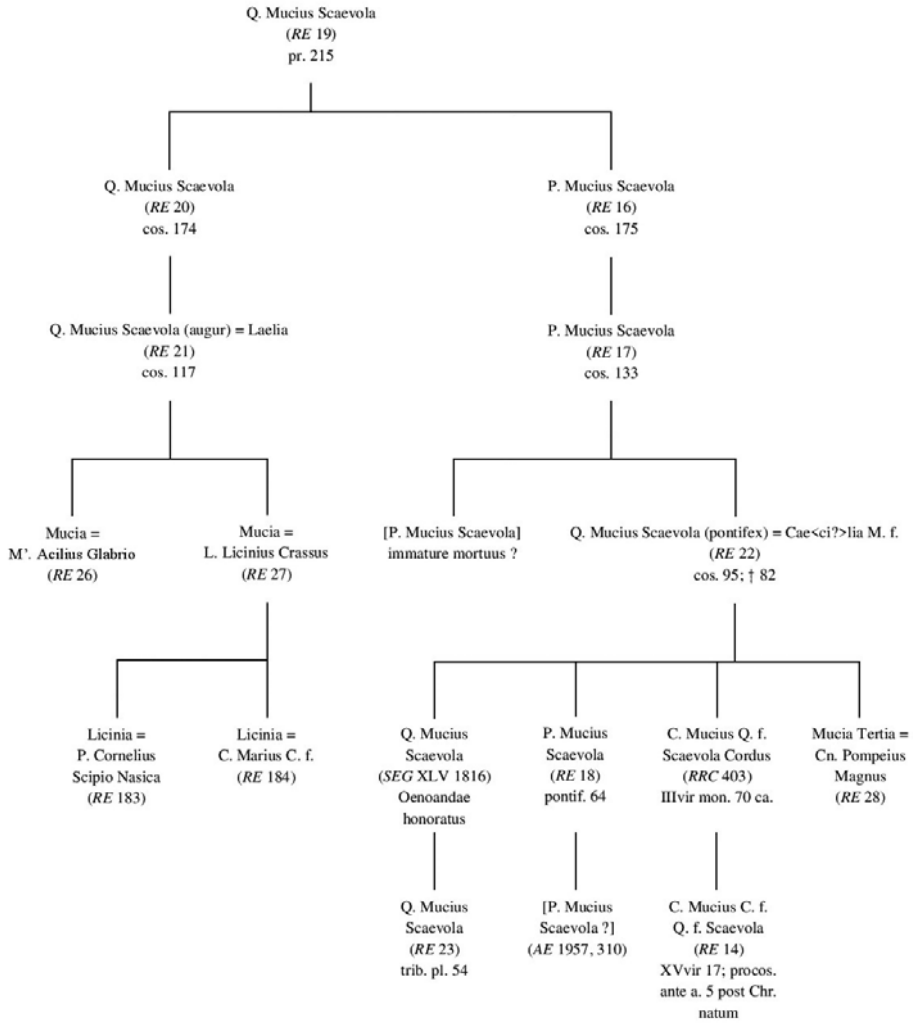 Q. Mucius Scaevola
(RE 19)
pr. 215
Q. Mucius Scaevola
(RE 20)
cos. 174
P. Mucius Scaevola
(RE 16)
cos. 175
Q. Mucius Scaevola (augur) = Laelia
(RE 21)
cos. 117
P. Mucius Scaevola
(RE 17)
cos. 133
Mucia =
M’. Acilius Glabrio
(RE 26)
Mucia =
L. Licinius Crassus
(RE 27)
[P. Mucius Scaevola]
immature mortuus ?
Q. Mucius Scaevola (pontifex) = Cae<ci?>lia M. f.
(RE 22)
cos. 95; † 82
Licinia =
P. Cornelius
Scipio Nasica
(RE 183)
Licinia =
C. Marius C. f.
(RE 184)
Q. Mucius
Scaevola
(SEG XLV 1816)
Oenoandae
honoratus
P. Mucius
Scaevola
(RE 18)
pontif. 64
C. Mucius Q. f.
Scaevola Cordus
(RRC 403)
IIIvir mon. 70 ca.
Mucia Tertia =
Cn. Pompeius
Magnus
(RE 28)
Q. Mucius
Scaevola
(RE 23)
trib. pl. 54
[P. Mucius
Scaevola ?]
(AE 1957, 310)
C. Mucius C. f.
Q. f. Scaevola
(RE 14)
XVvir 17; procos.
ante a. 5 post Chr.
natum